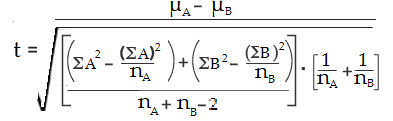 t = (μA – μB) / √{ [ ( (ΣA² – (ΣA)²/nA) + (ΣB² – (ΣB)²/nB) ) / (nA + nB – 2) ] · [ 1/nA + 1/nB ] }